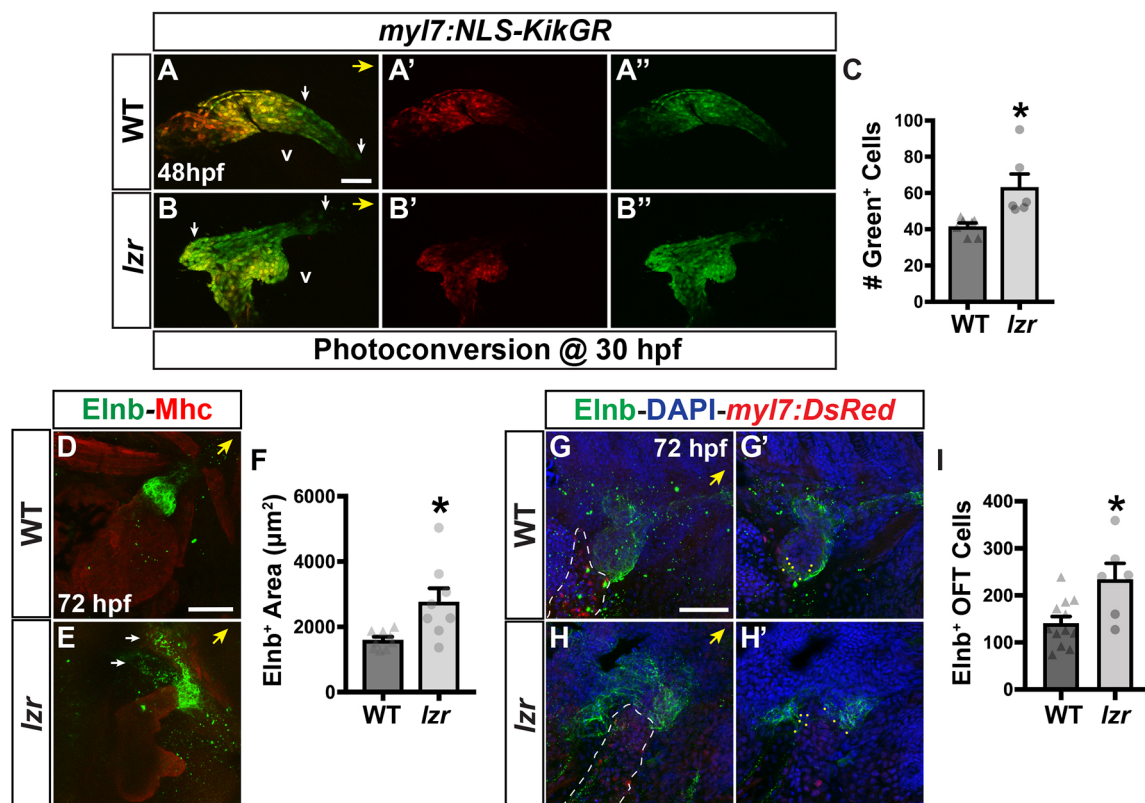 myl7:NLS-KikGR
WT
A
A'
A''
48hpf
v
lzr
B
B'
B''
v
Photoconversion @ 30 hpf
C
# Green⁺ Cells
100
80
60
40
20
0
*
WT lzr
Elnb-Mhc
WT
D
72 hpf
lzr
E
F
Elnb⁺ Area (µm²)
6000
4000
2000
0
*
WT lzr
Elnb-DAPI-myl7:DsRed
WT
G
72 hpf
G'
lzr
H
H'
I
Elnb⁺ OFT Cells
400
300
200
100
0
*
WT lzr